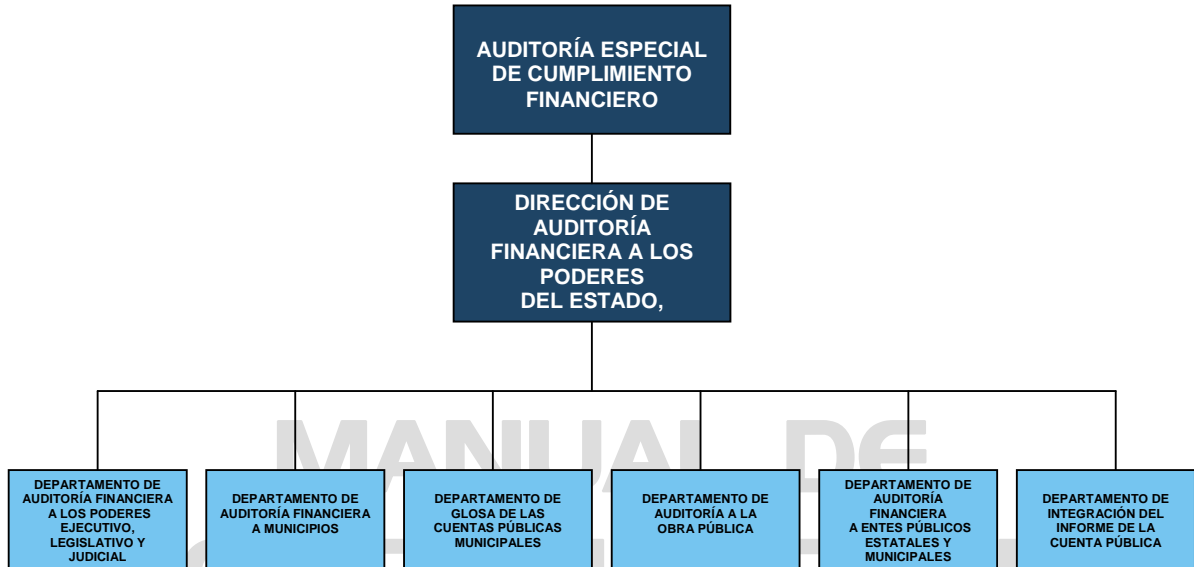 AUDITORÍA ESPECIAL
DE CUMPLIMIENTO
FINANCIERO
DIRECCIÓN DE
AUDITORÍA
FINANCIERA A LOS
PODERES
DEL ESTADO,
MANUAL DE
DEPARTAMENTO DE
AUDITORÍA FINANCIERA
A LOS PODERES
EJECUTIVO,
LEGISLATIVO Y
JUDICIAL
DEPARTAMENTO DE
AUDITORÍA FINANCIERA
A MUNICIPIOS
DEPARTAMENTO DE
GLOSA DE LAS
CUENTAS PÚBLICAS
MUNICIPALES
DEPARTAMENTO DE
AUDITORÍA A LA
OBRA PÚBLICA
DEPARTAMENTO DE
AUDITORÍA
FINANCIERA
A ENTES PÚBLICOS
ESTATALES Y
MUNICIPALES
DEPARTAMENTO DE
INTEGRACIÓN DEL
INFORME DE LA
CUENTA PÚBLICA